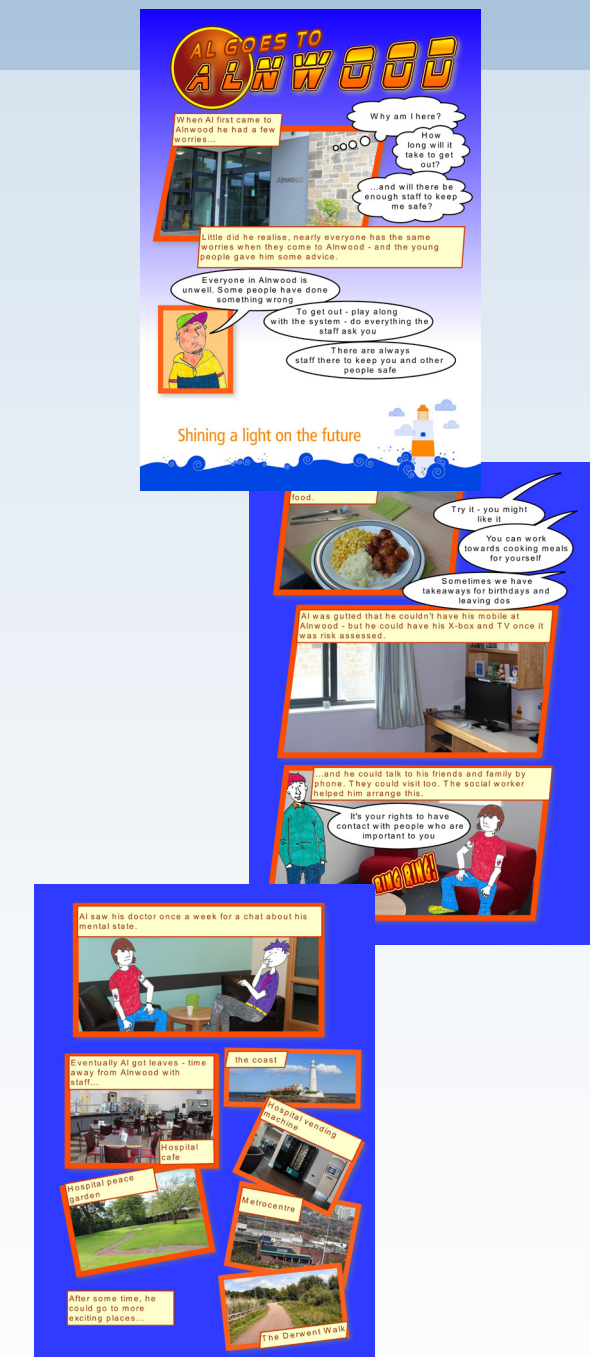 AL GOES TO
ALNWOOD
When Al first came to
Alnwood he had a few
worries...
Why am I here?
How
long will it
take to get
out?
...and will there be
enough staff to keep
me safe?
Alnwood
Little did he realise, nearly everyone has the same
worries when they come to Alnwood - and the young
people gave him some advice.
Everyone in Alnwood is
unwell. Some people have done
something wrong
To get out - play along
with the system - do everything the
staff ask you
There are always
staff there to keep you and other
people safe
Shining a light on the future
food.
Try it - you might
like it
You can work
towards cooking meals
for yourself
Sometimes we have
takeaways for birthdays and
leaving dos
Al was gutted that he couldn't have his mobile at
Alnwood - but he could have his X-box and TV once it
was risk assessed.
...and he could talk to his friends and family by
phone. They could visit too. The social worker
helped him arrange this.
It's your rights to have
contact with people who are
important to you
RING RING!
Al saw his doctor once a week for a chat about his
mental state.
Eventually Al got leaves - time
away from Alnwood with
staff...
the coast
Hospital
cafe
Hospital vending
machine
Hospital peace
garden
Metrocentre
After some time, he
could go to more
exciting places...
The Derwent Walk